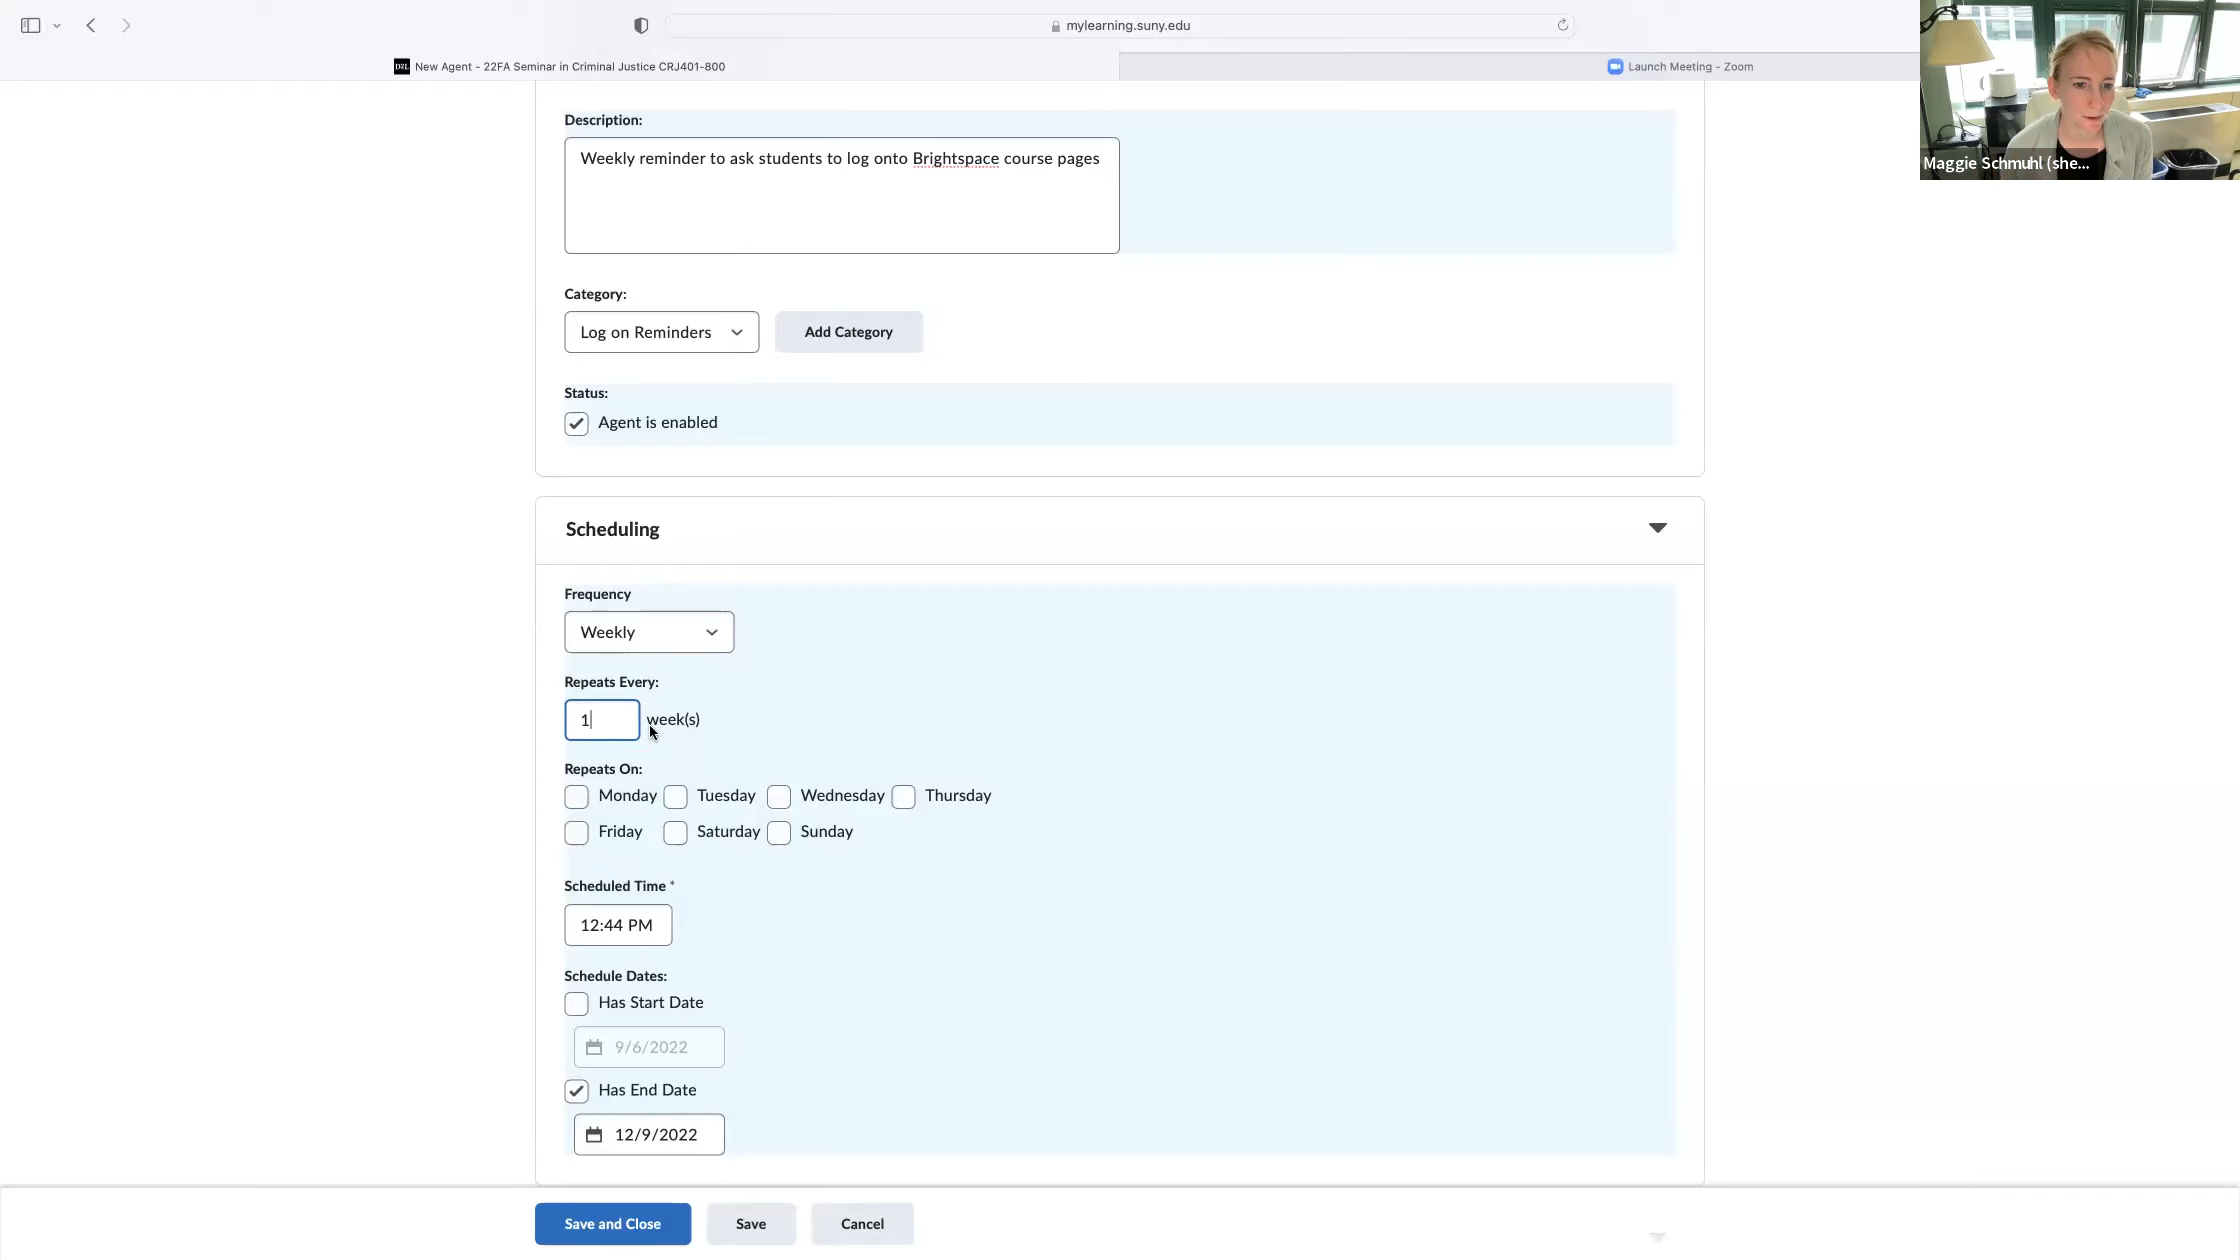 mylearning.suny.edu
D2L New Agent - 22FA Seminar in Criminal Justice CRJ401-800
Launch Meeting - Zoom
Maggie Schmuhl (she...
Description:
Weekly reminder to ask students to log onto Brightspace course pages
Category:
Log on Reminders
Add Category
Status:
Agent is enabled
Scheduling
Frequency
Weekly
Repeats Every:
1 week(s)
Repeats On:
Monday Tuesday Wednesday Thursday
Friday Saturday Sunday
Scheduled Time *
12:44 PM
Schedule Dates:
Has Start Date
9/6/2022
Has End Date
12/9/2022
Save and Close Save Cancel